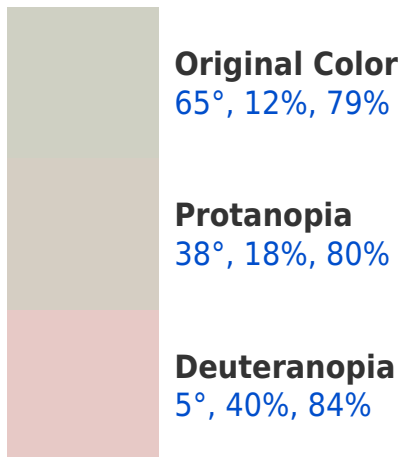 Original Color
65°, 12%, 79%
Protanopia
38°, 18%, 80%
Deuteranopia
5°, 40%, 84%